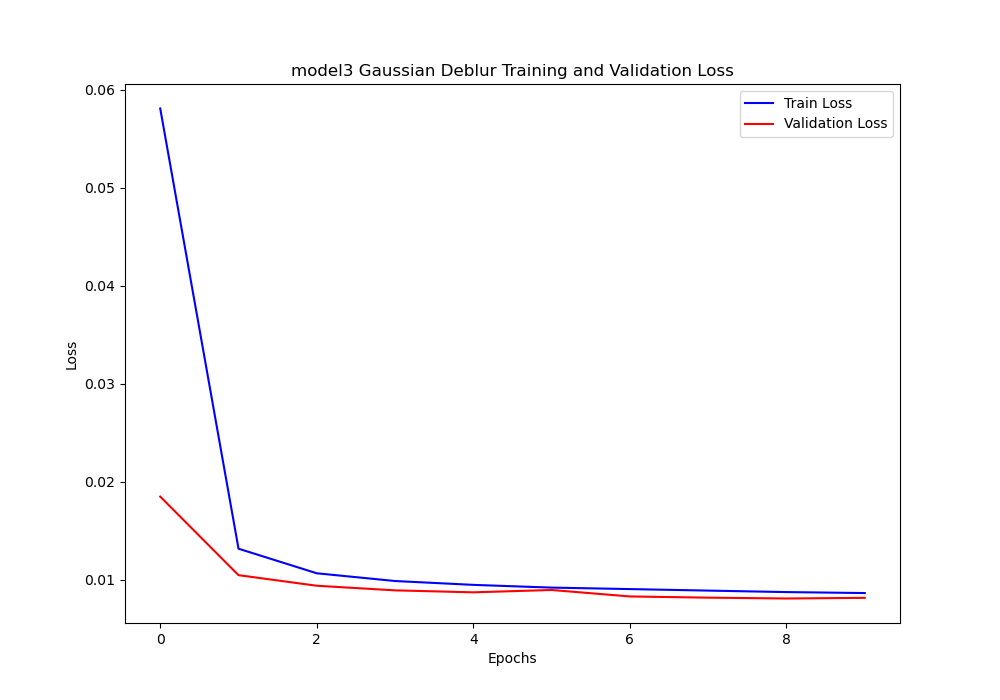 model3 Gaussian Deblur Training and Validation Loss
Train Loss
Validation Loss
0.06
0.05
0.04
0.03
0.02
0.01
Loss
0 2 4 6 8
Epochs